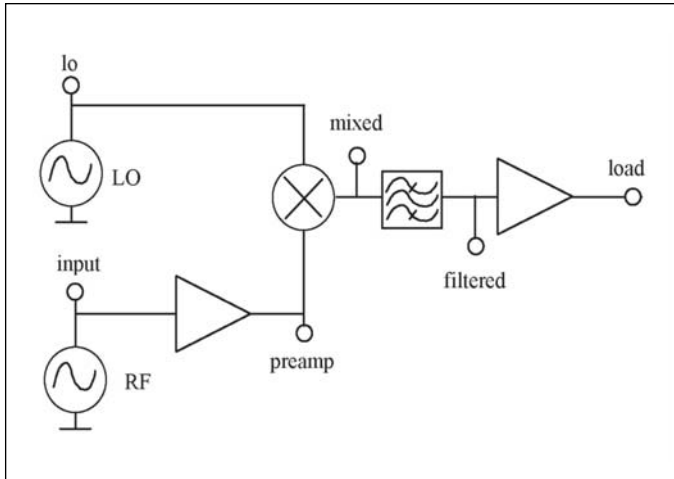 lo
LO
mixed
load
input
filtered
RF
preamp